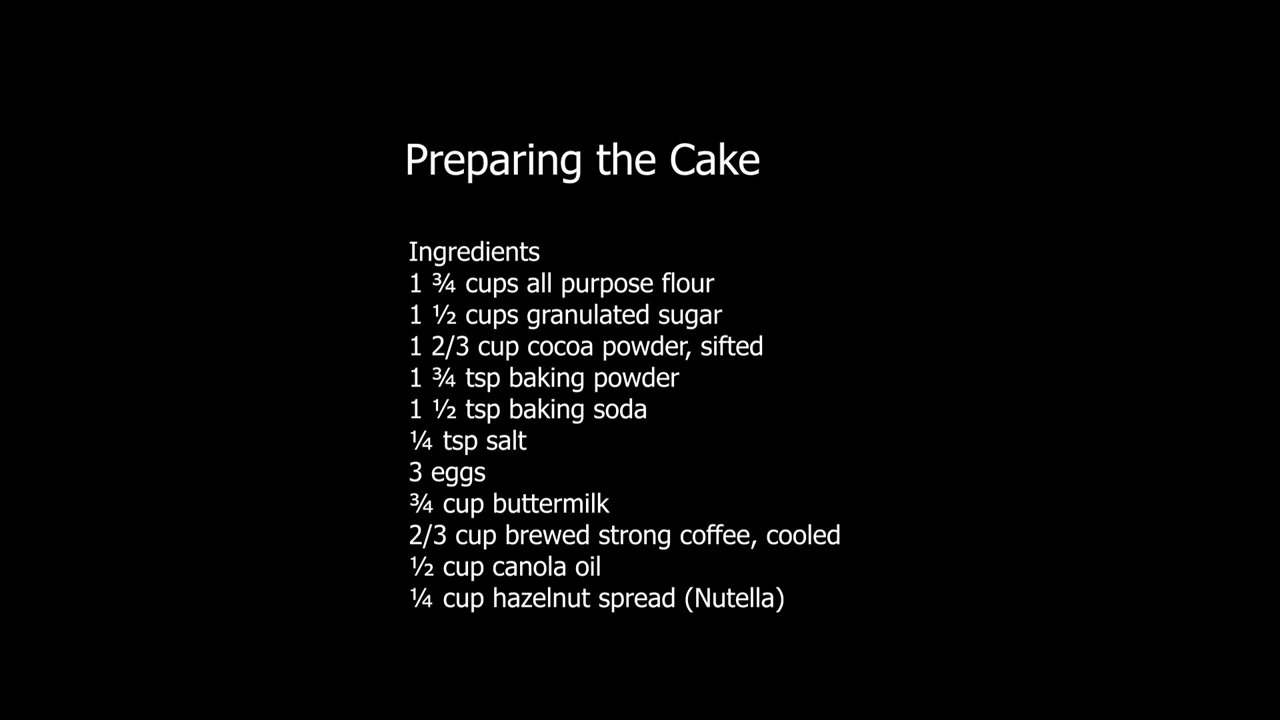 Preparing the Cake
Ingredients
1 ¾ cups all purpose flour
1 ½ cups granulated sugar
1 2/3 cup cocoa powder, sifted
1 ¾ tsp baking powder
1 ½ tsp baking soda
¼ tsp salt
3 eggs
¾ cup buttermilk
2/3 cup brewed strong coffee, cooled
½ cup canola oil
¼ cup hazelnut spread (Nutella)